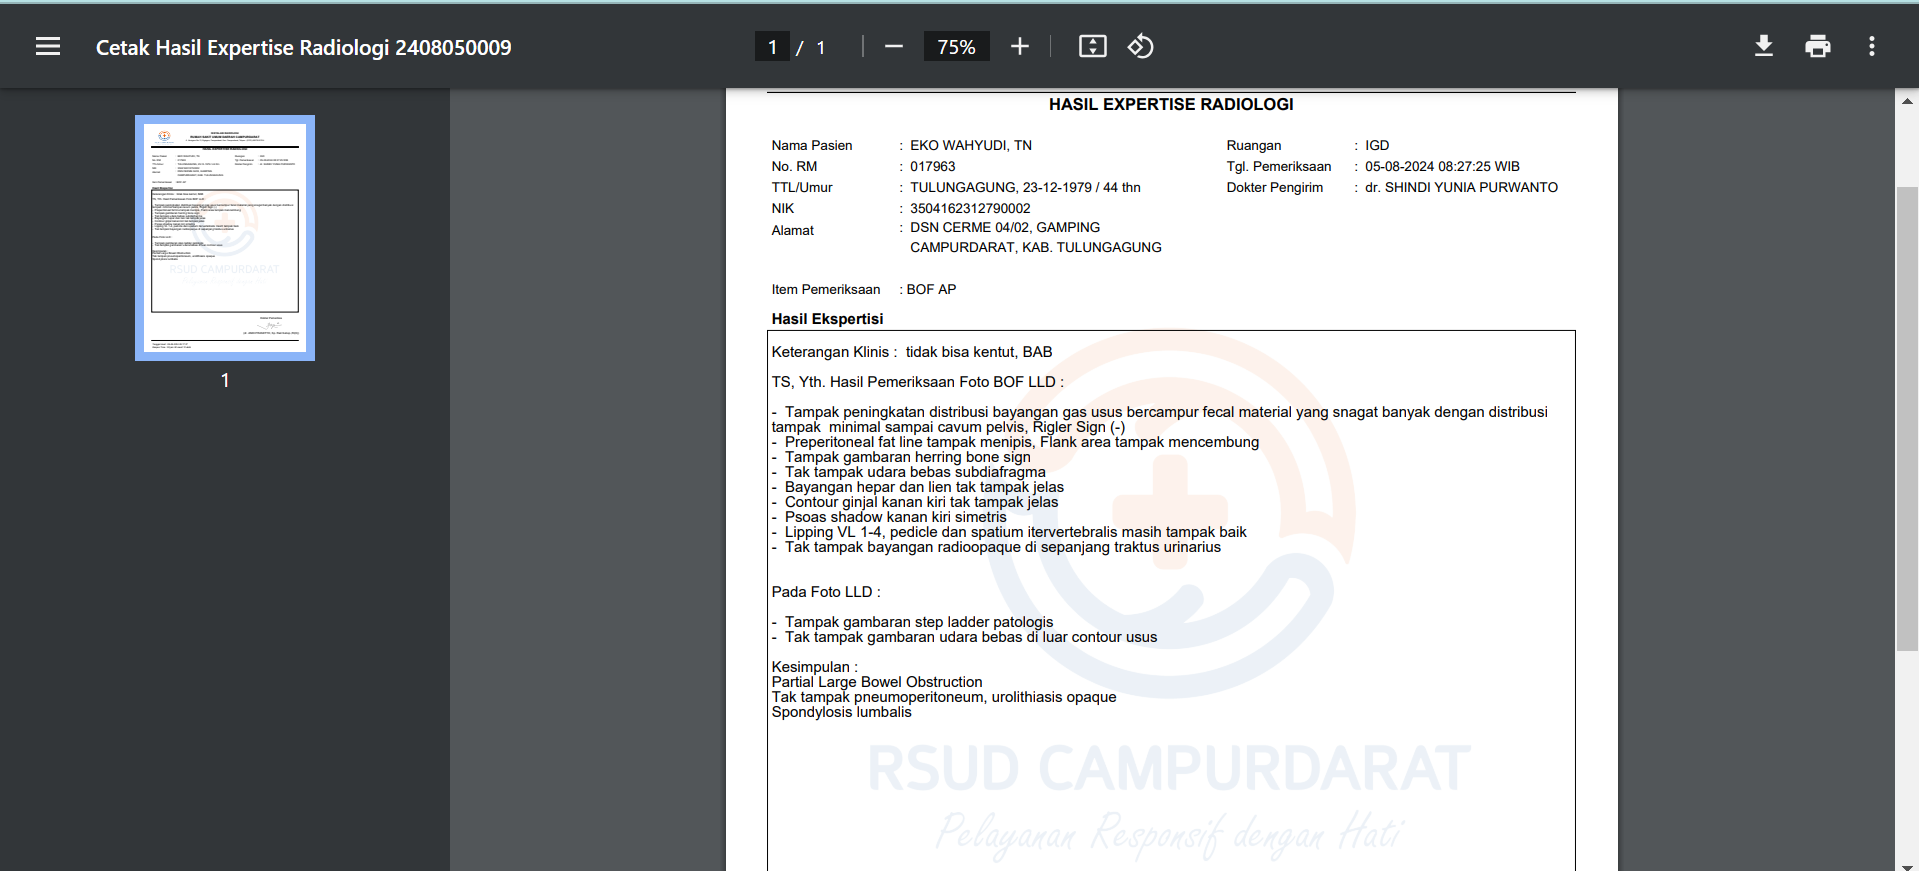 Cetak Hasil Expertise Radiologi 2408050009
1 / 1
75%
1
HASIL EXPERTISE RADIOLOGI
Nama Pasien : EKO WAHYUDI, TN Ruangan : IGD
No. RM : 017963 Tgl. Pemeriksaan : 05-08-2024 08:27:25 WIB
TTL/Umur : TULUNGAGUNG, 23-12-1979 / 44 thn Dokter Pengirim : dr. SHINDI YUNIA PURWANTO
NIK : 3504162312790002
Alamat : DSN CERME 04/02, GAMPING
CAMPURDARAT, KAB. TULUNGAGUNG
Item Pemeriksaan : BOF AP
Hasil Ekspertisi
Keterangan Klinis : tidak bisa kentut, BAB
TS, Yth. Hasil Pemeriksaan Foto BOF LLD :
- Tampak peningkatan distribusi bayangan gas usus bercampur fecal material yang snagat banyak dengan distribusi
tampak minimal sampai cavum pelvis, Rigler Sign (-)
- Preperitoneal fat line tampak menipis, Flank area tampak mencembung
- Tampak gambaran herring bone sign
- Tak tampak udara bebas subdiafragma
- Bayangan hepar dan lien tak tampak jelas
- Contour ginjal kanan kiri tak tampak jelas
- Psoas shadow kanan kiri simetris
- Lipping VL 1-4, pedicle dan spatium itervertebralis masih tampak baik
- Tak tampak bayangan radioopaque di sepanjang traktus urinarius
Pada Foto LLD :
- Tampak gambaran step ladder patologis
- Tak tampak gambaran udara bebas di luar contour usus
Kesimpulan :
Partial Large Bowel Obstruction
Tak tampak pneumoperitoneum, urolithiasis opaque
Spondylosis lumbalis
RSUD CAMPURDARAT
Pelayanan Responsif dengan Hati